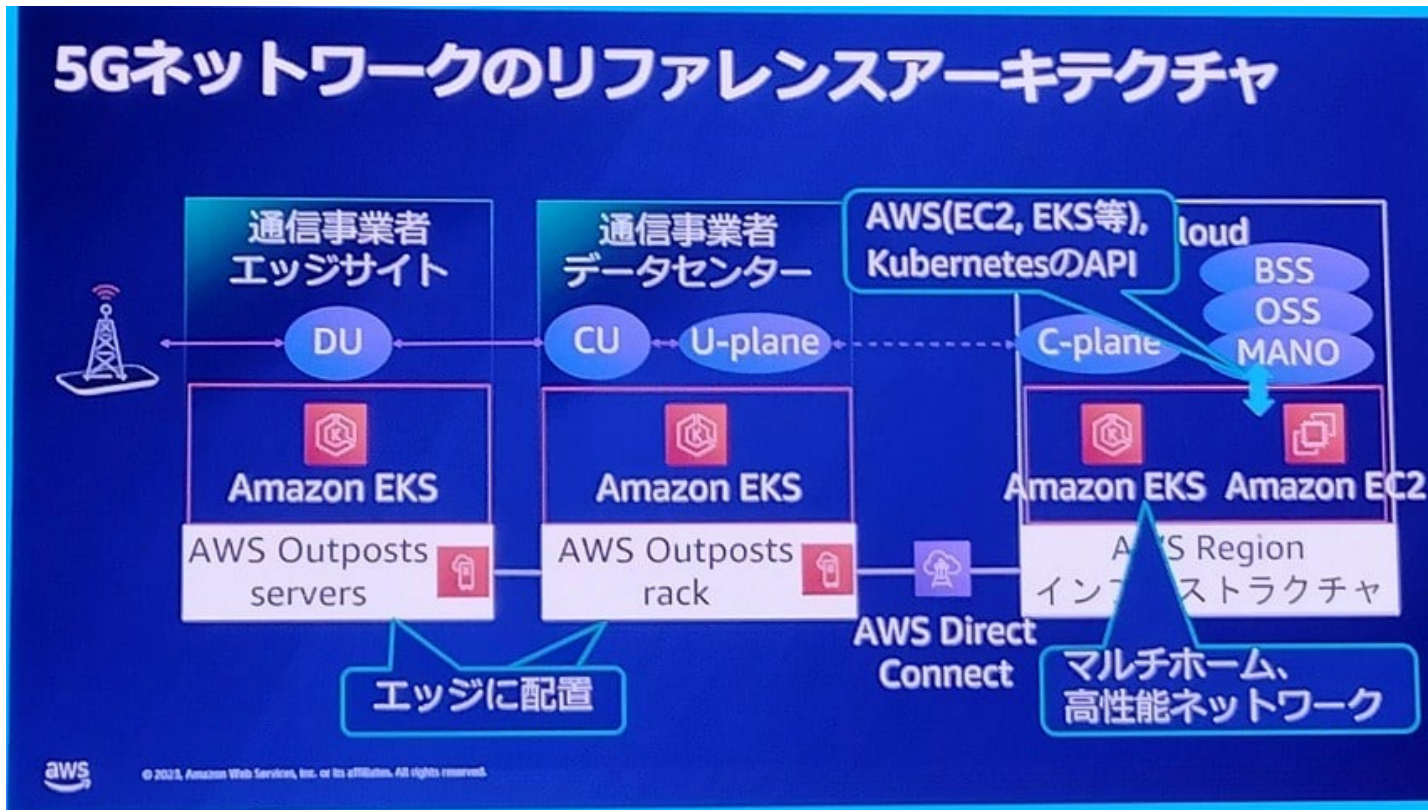 5Gネットワークのリファレンスアーキテクチャ
通信事業者
エッジサイト
通信事業者
データセンター
AWS(EC2, EKS等),
KubernetesのAPI
loud
BSS
OSS
MANO
DU
CU
U-plane
C-plane
Amazon EKS
Amazon EKS
Amazon EKS
Amazon EC2
AWS Outposts
servers
AWS Outposts
rack
AWS Direct
Connect
AWS Region
インフラストラクチャ
エッジに配置
マルチホーム、
高性能ネットワーク
aws
© 2023, Amazon Web Services, Inc. or its affiliates. All rights reserved.